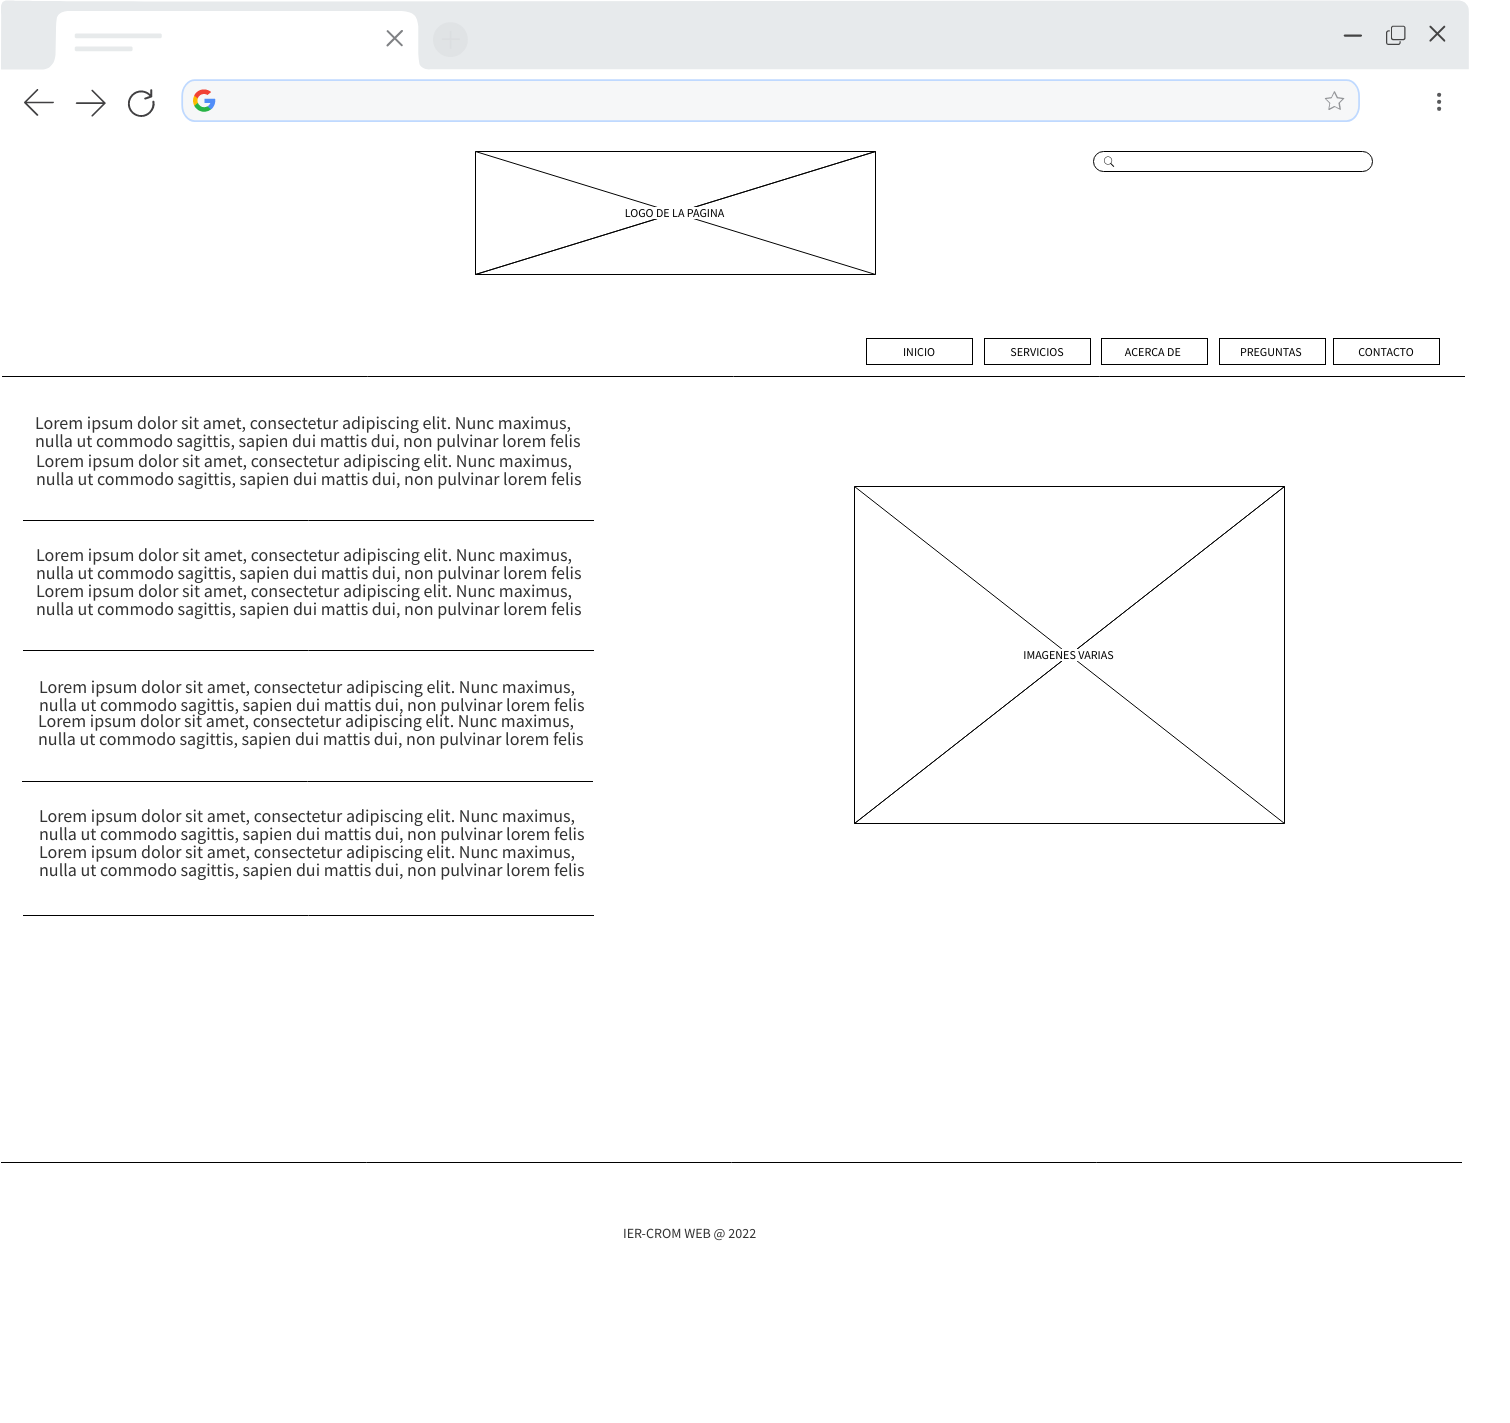 LOGO DE LA PAGINA
INICIO
SERVICIOS
ACERCA DE
PREGUNTAS
CONTACTO
Lorem ipsum dolor sit amet, consectetur adipiscing elit. Nunc maximus,
nulla ut commodo sagittis, sapien dui mattis dui, non pulvinar lorem felis
Lorem ipsum dolor sit amet, consectetur adipiscing elit. Nunc maximus,
nulla ut commodo sagittis, sapien dui mattis dui, non pulvinar lorem felis
Lorem ipsum dolor sit amet, consectetur adipiscing elit. Nunc maximus,
nulla ut commodo sagittis, sapien dui mattis dui, non pulvinar lorem felis
Lorem ipsum dolor sit amet, consectetur adipiscing elit. Nunc maximus,
nulla ut commodo sagittis, sapien dui mattis dui, non pulvinar lorem felis
Lorem ipsum dolor sit amet, consectetur adipiscing elit. Nunc maximus,
nulla ut commodo sagittis, sapien dui mattis dui, non pulvinar lorem felis
Lorem ipsum dolor sit amet, consectetur adipiscing elit. Nunc maximus,
nulla ut commodo sagittis, sapien dui mattis dui, non pulvinar lorem felis
Lorem ipsum dolor sit amet, consectetur adipiscing elit. Nunc maximus,
nulla ut commodo sagittis, sapien dui mattis dui, non pulvinar lorem felis
Lorem ipsum dolor sit amet, consectetur adipiscing elit. Nunc maximus,
nulla ut commodo sagittis, sapien dui mattis dui, non pulvinar lorem felis
IMAGENES VARIAS
IER-CROM WEB @ 2022